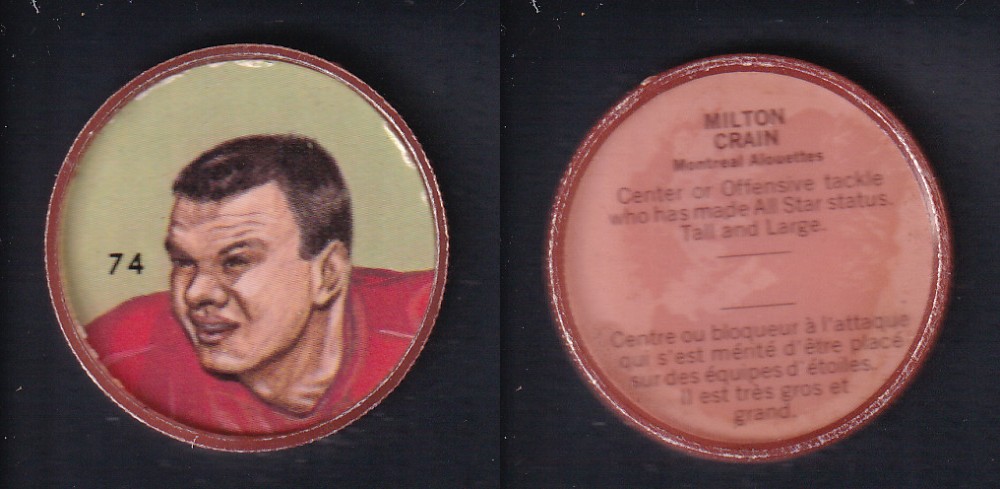 74
MILTON
CRAIN
Montreal Alouettes
Center or Offensive tackle
who has made All Star status.
Tall and Large.
Centre ou bloqueur à l'attaque
qui s'est mérité d'être placé
sur des équipes d'étoiles.
Il est très gros et
grand.